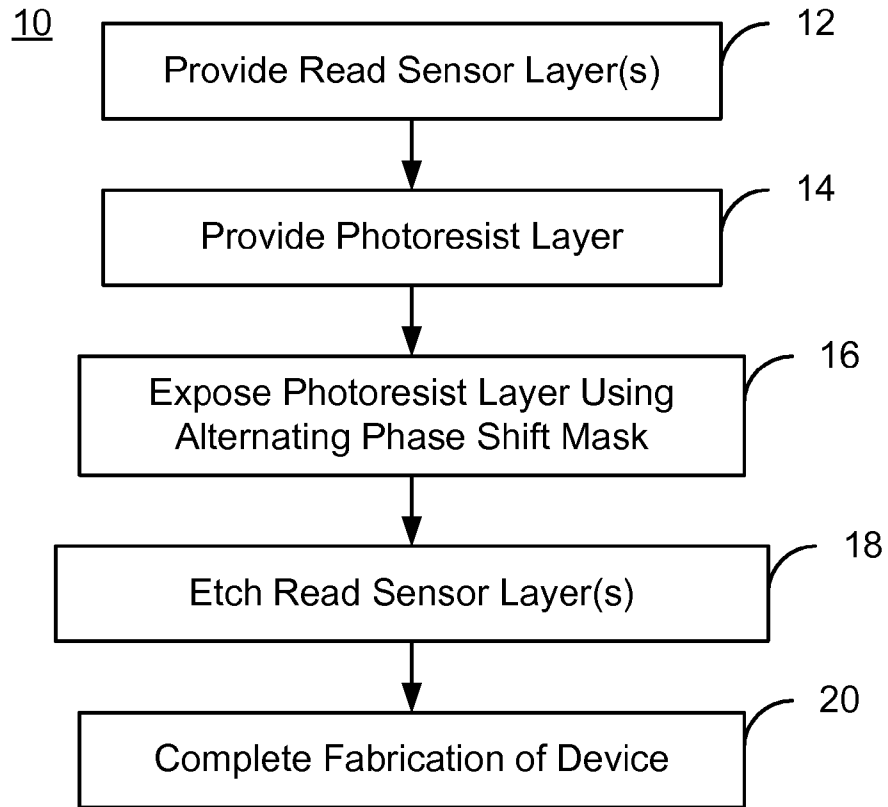 10
12
Provide Read Sensor Layer(s)
14
Provide Photoresist Layer
16
Expose Photoresist Layer Using
Alternating Phase Shift Mask
18
Etch Read Sensor Layer(s)
20
Complete Fabrication of Device